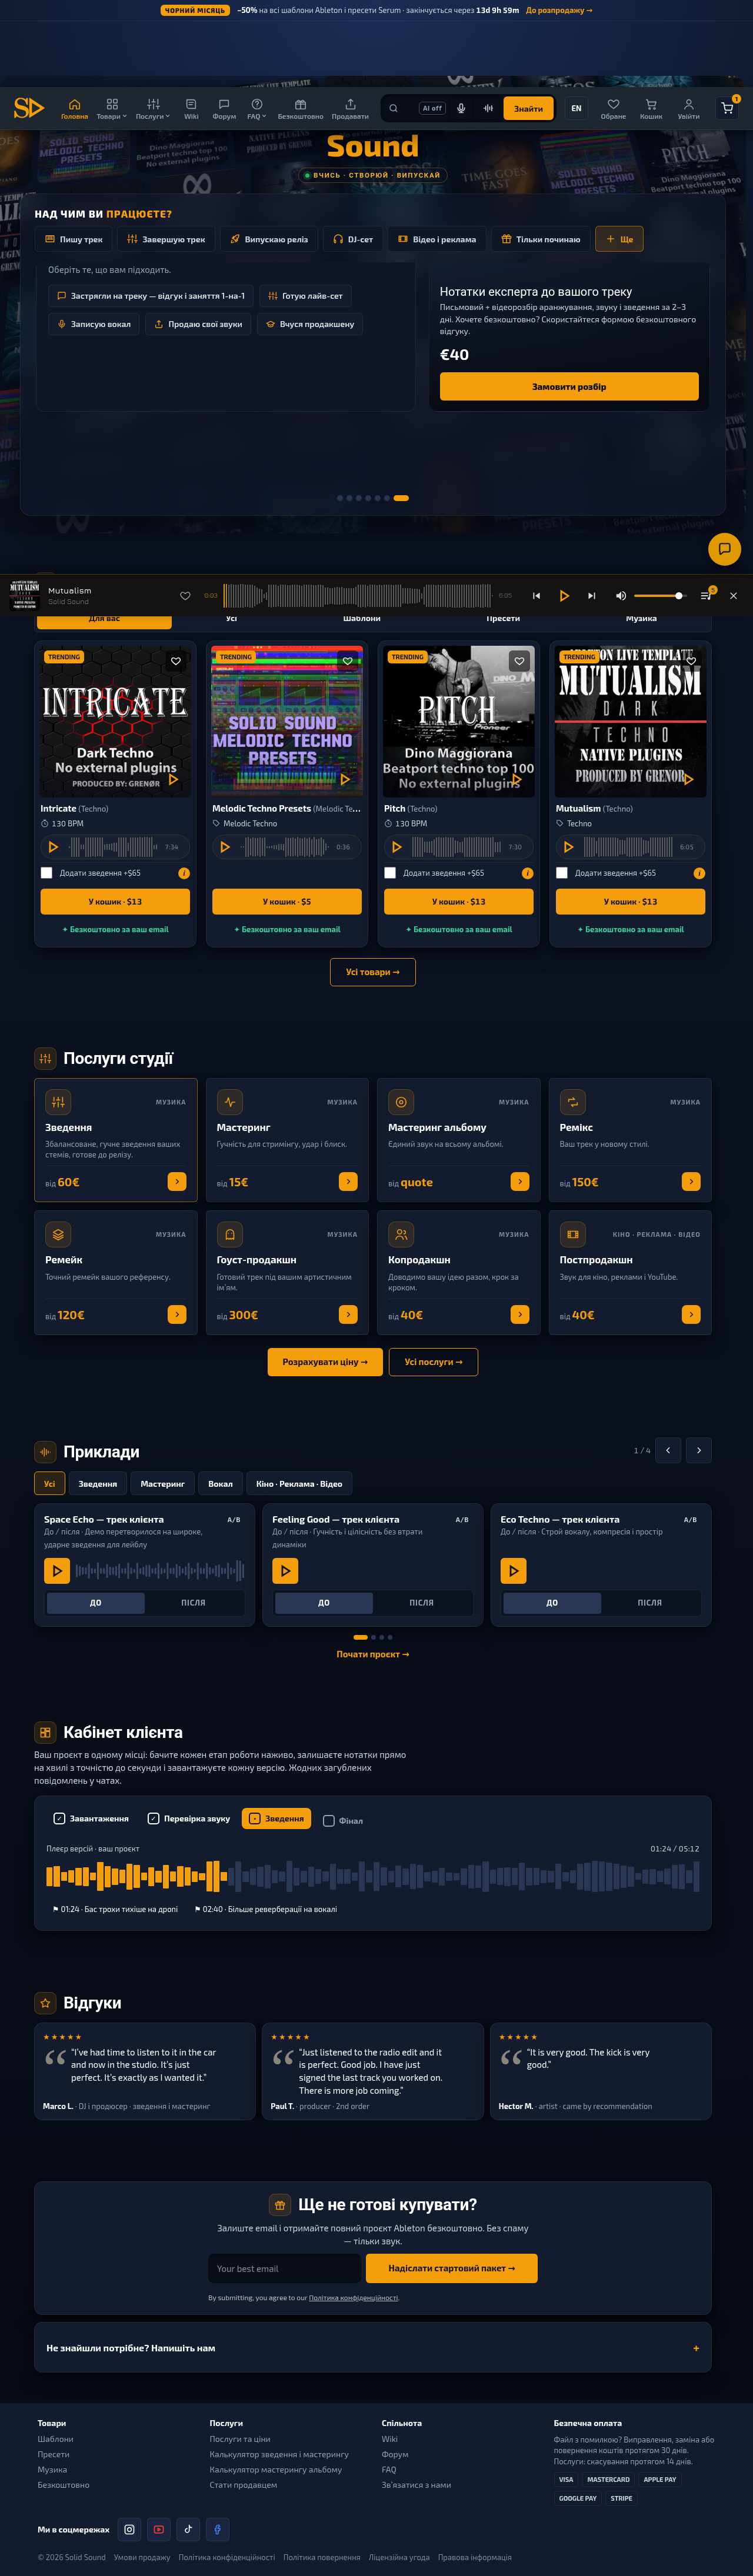 ЧОРНИЙ МІСЯЦЬ −50% на всі шаблони Ableton і пресети Serum · закінчується через 13d 9h 59m До розпродажу →
Головна Товари Послуги Wiki Форум FAQ Безкоштовно Продавати AI off Знайти EN Обране Кошик Увійти 1
Sound
ВЧИСЬ · СТВОРЮЙ · ВИПУСКАЙ
НАД ЧИМ ВИ ПРАЦЮЄТЕ?
Пишу трек Завершую трек Випускаю реліз DJ-сет Відео і реклама Тільки починаю Ще
Оберіть те, що вам підходить.
Застрягли на треку — відгук і заняття 1-на-1 Готую лайв-сет
Записую вокал Продаю свої звуки Вчуся продакшену
Нотатки експерта до вашого треку
Письмовий + відеорозбір аранжування, звуку і зведення за 2–3
дні. Хочете безкоштовно? Скористайтеся формою безкоштовного
відгуку.
€40
Замовити розбір
Mutualism
Solid Sound
0:03 6:05
Для вас Усі Шаблони Пресети Музика
TRENDING
INTRICATE
Dark Techno
No external plugins
PRODUCED BY: GRENØR
Intricate (Techno)
130 BPM
7:14
Додати зведення +$65
У кошик · $13
✦ Безкоштовно за ваш email
TRENDING
SOLID SOUND
MELODIC TECHNO
PRESETS
Melodic Techno Presets (Melodic Te...
Melodic Techno
0:36
У кошик · $5
✦ Безкоштовно за ваш email
TRENDING
PITCH
Pioneer
Dino Maggiorana
Beatport techno top 100
No external plugins
Pitch (Techno)
130 BPM
7:10
Додати зведення +$65
У кошик · $13
✦ Безкоштовно за ваш email
TRENDING
ABLETON LIVE TEMPLATE
MUTUALISM
DARK
TECHNO
NATIVE PLUGINS
PRODUCED BY GRENOR
Mutualism (Techno)
Techno
6:05
Додати зведення +$65
У кошик · $13
✦ Безкоштовно за ваш email
Усі товари →
Послуги студії
МУЗИКА
Зведення
Збалансоване, гучне зведення ваших
стемів, готове до релізу.
від 60€
МУЗИКА
Мастеринг
Гучність для стримінгу, удар і блиск.
від 15€
МУЗИКА
Мастеринг альбому
Єдиний звук на всьому альбомі.
від quote
МУЗИКА
Ремікс
Ваш трек у новому стилі.
від 150€
МУЗИКА
Ремейк
Точний ремейк вашого референсу.
від 120€
МУЗИКА
Гоуст-продакшн
Готовий трек під вашим артистичним
ім’ям.
від 300€
МУЗИКА
Копродакшн
Доводимо вашу ідею разом, крок за
кроком.
від 40€
КІНО · РЕКЛАМА · ВІДЕО
Постпродакшн
Звук для кіно, реклами і YouTube.
від 40€
Розрахувати ціну → Усі послуги →
Приклади
1 / 4
Усі Зведення Мастеринг Вокал Кіно · Реклама · Відео
Space Echo — трек клієнта A/B
До / після · Демо перетворилося на широке,
ударне зведення для лейблу
ДО ПІСЛЯ
Feeling Good — трек клієнта A/B
До / після · Гучність і цілісність без втрати
динаміки
ДО ПІСЛЯ
Eco Techno — трек клієнта A/B
До / після · Строй вокалу, компресія і простір
ДО ПІСЛЯ
Почати проєкт →
Кабінет клієнта
Ваш проєкт в одному місці: бачите кожен етап роботи наживо, залишаєте нотатки прямо
на хвилі з точністю до секунди і завантажуєте кожну версію. Жодних загублених
повідомлень у чатах.
Завантаження Перевірка звуку Зведення Фінал
Плеєр версій · ваш проєкт 01:24 / 05:12
⚑ 01:24 · Бас трохи тихіше на дропі ⚑ 02:40 · Більше реверберації на вокалі
Відгуки
★★★★★
“I’ve had time to listen to it in the car
and now in the studio. It’s just
perfect. It’s exactly as I wanted it.”
Marco L. · DJ і продюсер · зведення і мастеринг
★★★★★
“Just listened to the radio edit and it
is perfect. Good job. I have just
signed the last track you worked on.
There is more job coming.”
Paul T. · producer · 2nd order
★★★★★
“It is very good. The kick is very
good.”
Hector M. · artist · came by recommendation
Ще не готові купувати?
Залиште email і отримайте повний проєкт Ableton безкоштовно. Без спаму
— тільки звук.
Your best email Надіслати стартовий пакет →
By submitting, you agree to our Політика конфіденційності.
Не знайшли потрібне? Напишіть нам +
Товари
Шаблони
Пресети
Музика
Безкоштовно
Послуги
Послуги та ціни
Калькулятор зведення і мастерингу
Калькулятор мастерингу альбому
Стати продавцем
Спільнота
Wiki
Форум
FAQ
Зв’язатися з нами
Безпечна оплата
Файл з помилкою? Виправлення, заміна або
повернення коштів протягом 30 днів.
Послуги: скасування протягом 14 днів.
VISA MASTERCARD APPLE PAY
GOOGLE PAY STRIPE
Ми в соцмережах
© 2026 Solid Sound Умови продажу Політика конфіденційності Політика повернення Ліцензійна угода Правова інформація